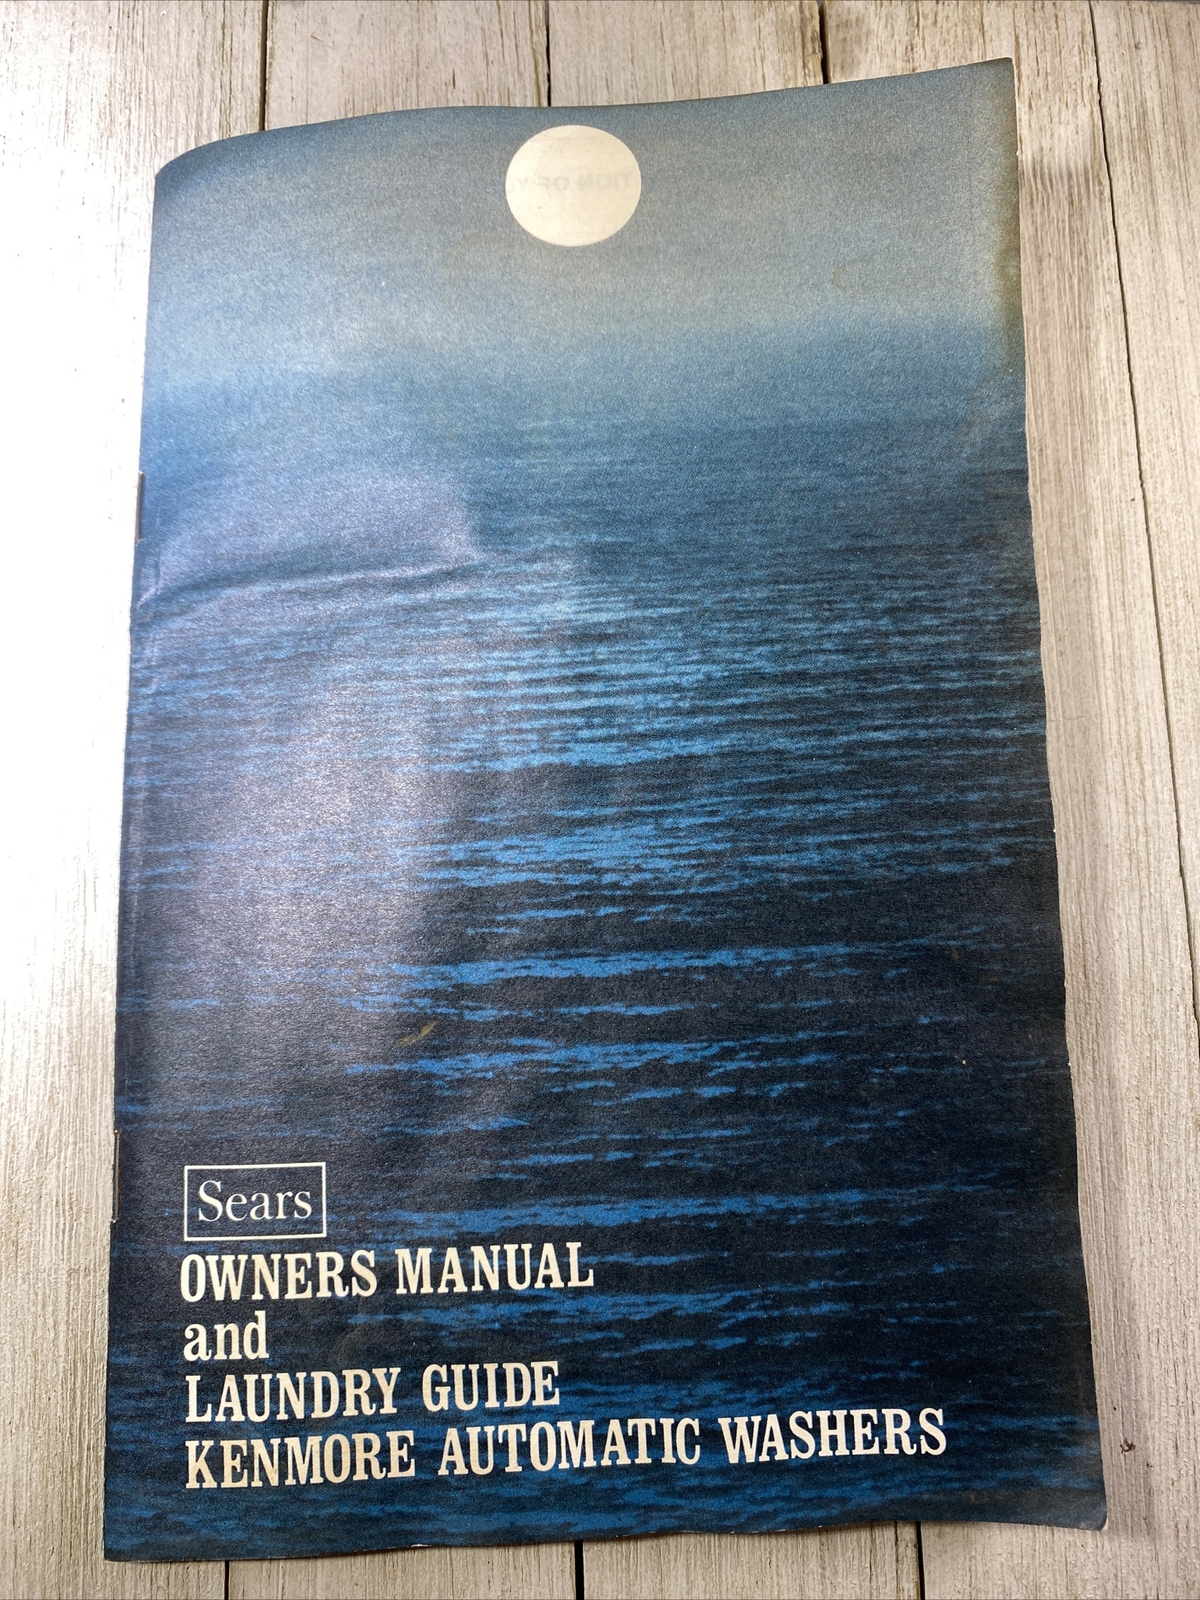 Sears
OWNERS MANUAL
and
LAUNDRY GUIDE
KENMORE AUTOMATIC WASHERS